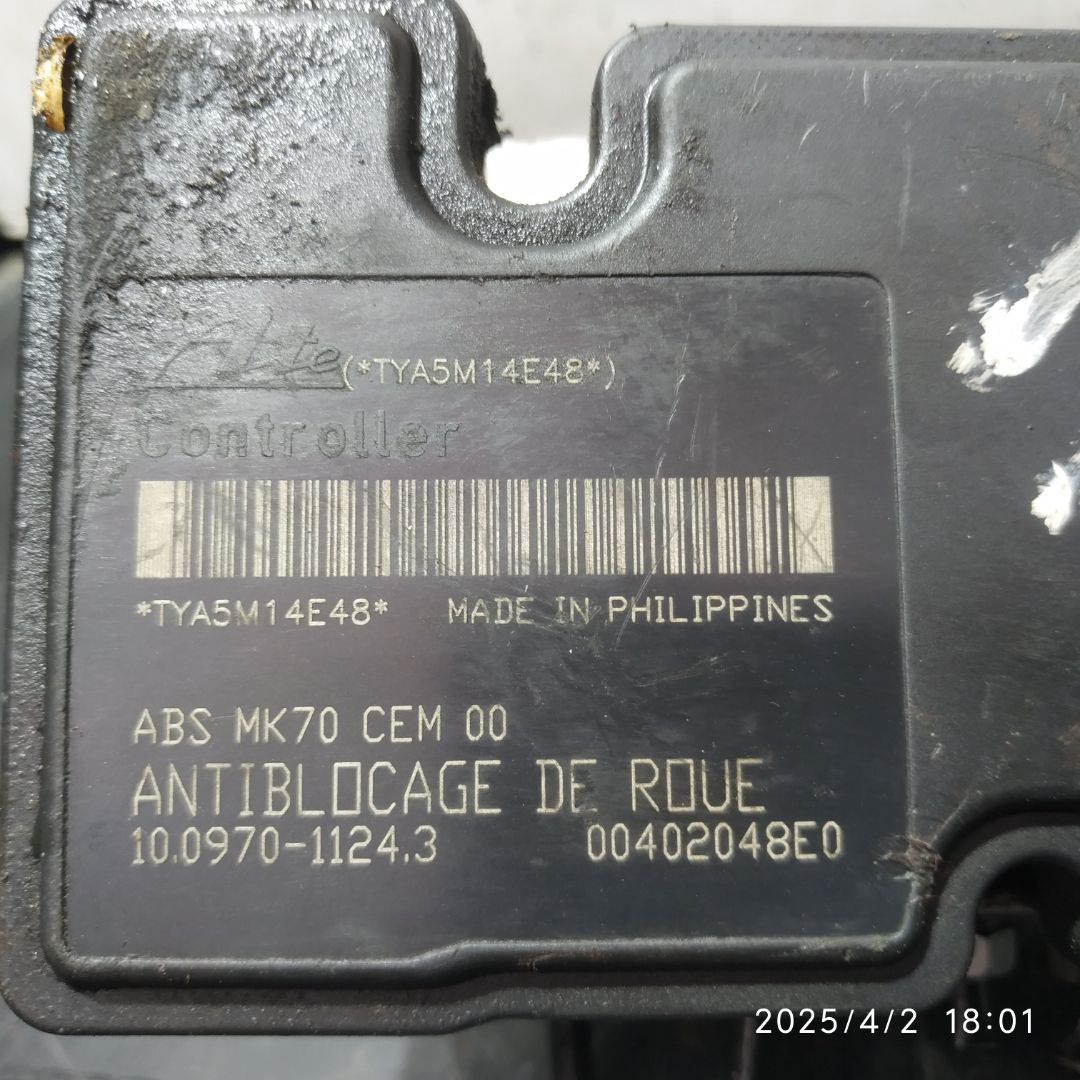 Ate (*TYA5M14E48*)
Controller
*TYA5M14E48* MADE IN PHILIPPINES
ABS MK70 CEM 00
ANTIBLOCAGE DE ROUE
10.0970-1124.3 00402048E0
2025/4/2 18:01